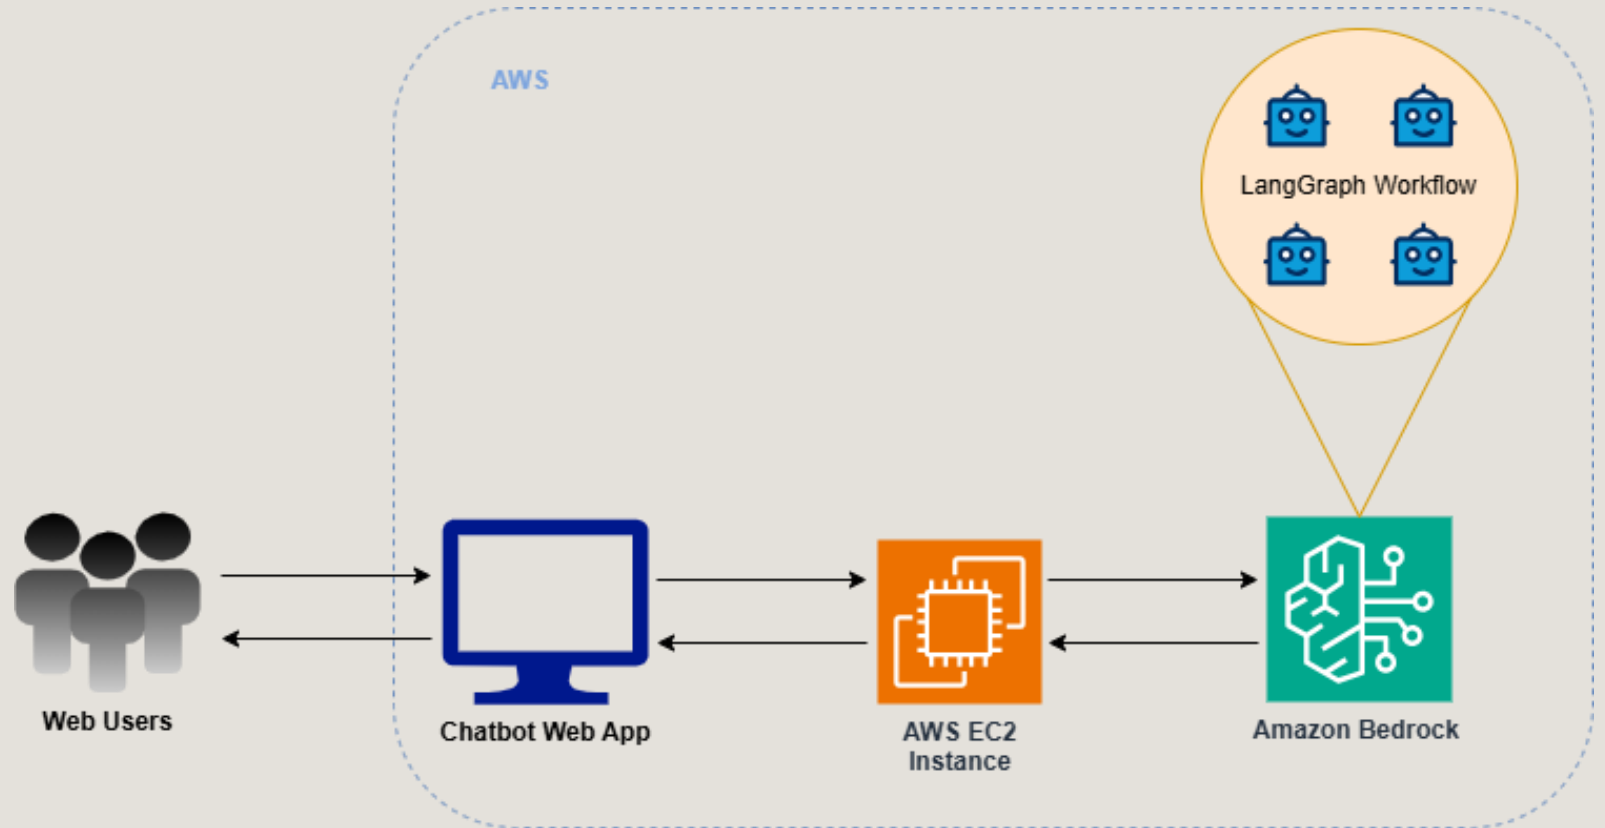 AWS
LangGraph Workflow
Web Users
Chatbot Web App
AWS EC2
Instance
Amazon Bedrock